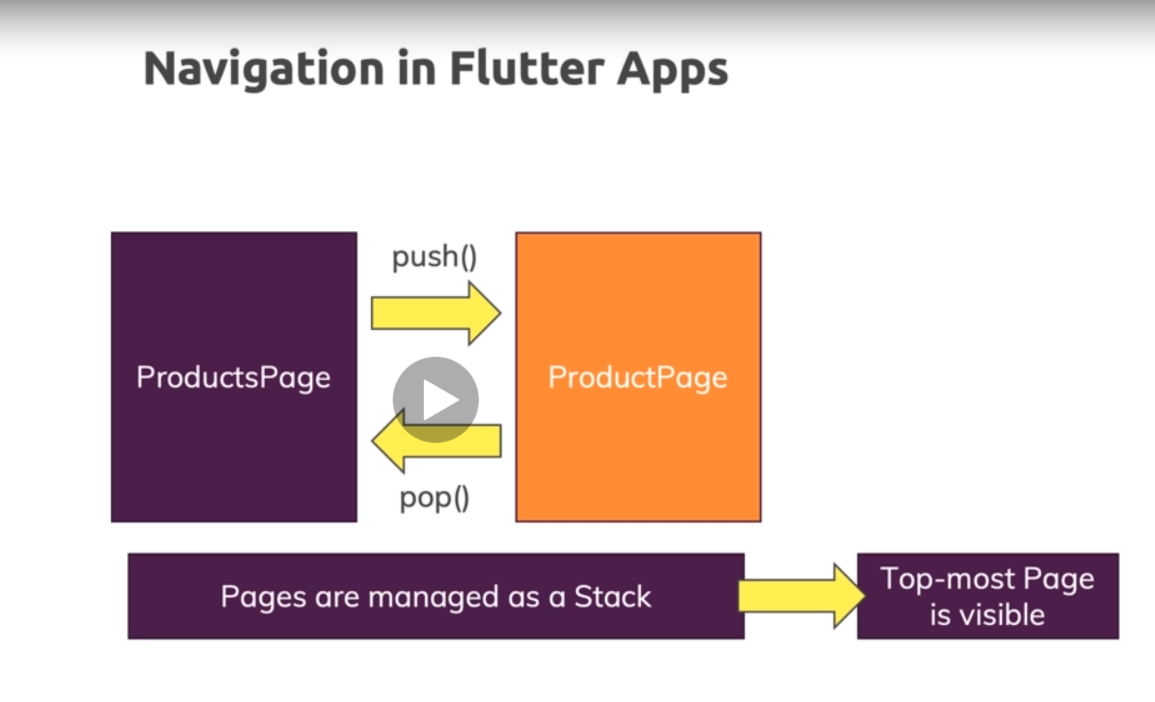 Navigation in Flutter Apps
push()
ProductsPage
ProductPage
pop()
Pages are managed as a Stack
Top-most Page
is visible